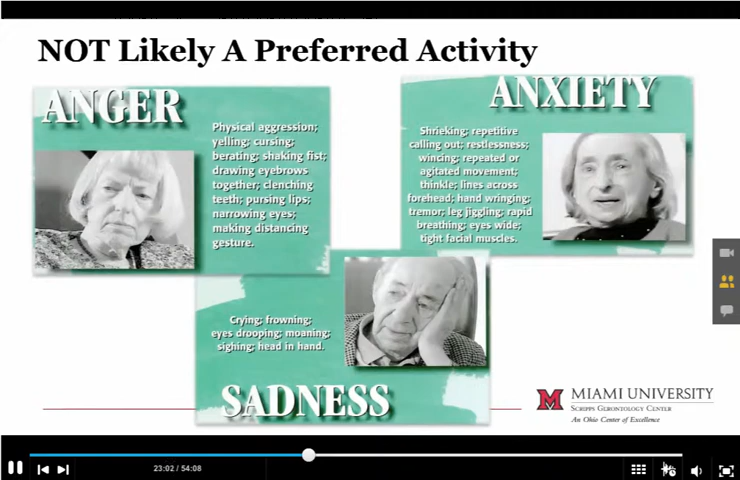 NOT Likely A Preferred Activity
ANGER
Physical aggression;
yelling; cursing;
berating; shaking fist;
drawing eyebrows
together; clenching
teeth; pursing lips;
narrowing eyes;
making distancing
gesture.
ANXIETY
Shrieking; repetitive
calling out; restlessness;
wincing; repeated or
agitated movement;
thinkle; lines across
forehead; hand wringing;
tremor; leg jiggling; rapid
breathing; eyes wide;
tight facial muscles.
Crying; frowning;
eyes drooping; moaning;
sighing; head in hand.
SADNESS
M
MIAMI UNIVERSITY
SCRIPPS GERONTOLOGY CENTER
An Ohio Center of Excellence
23:02 / 54:08